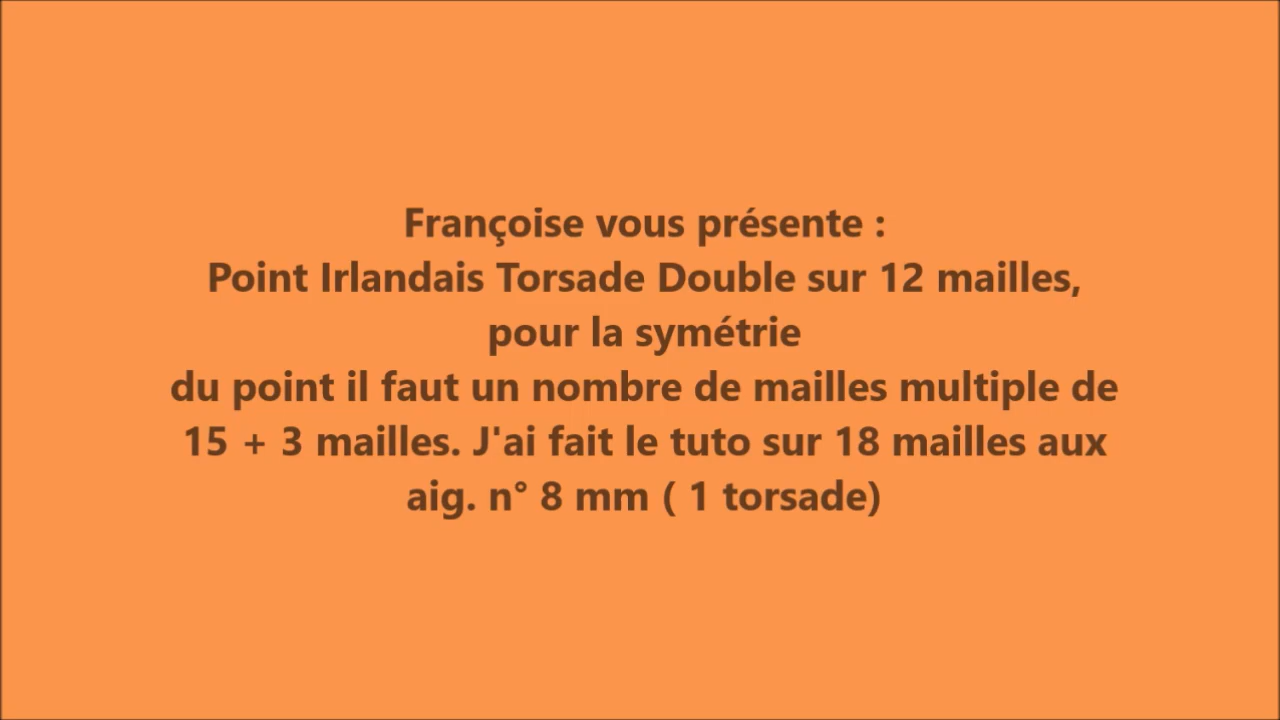 Françoise vous présente :
Point Irlandais Torsade Double sur 12 mailles,
pour la symétrie
du point il faut un nombre de mailles multiple de
15 + 3 mailles. J'ai fait le tuto sur 18 mailles aux
aig. n° 8 mm ( 1 torsade)